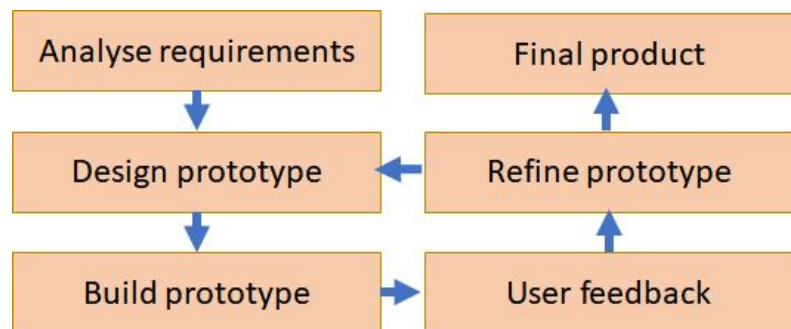 Analyse requirements
Final product
Design prototype
Refine prototype
Build prototype
User feedback